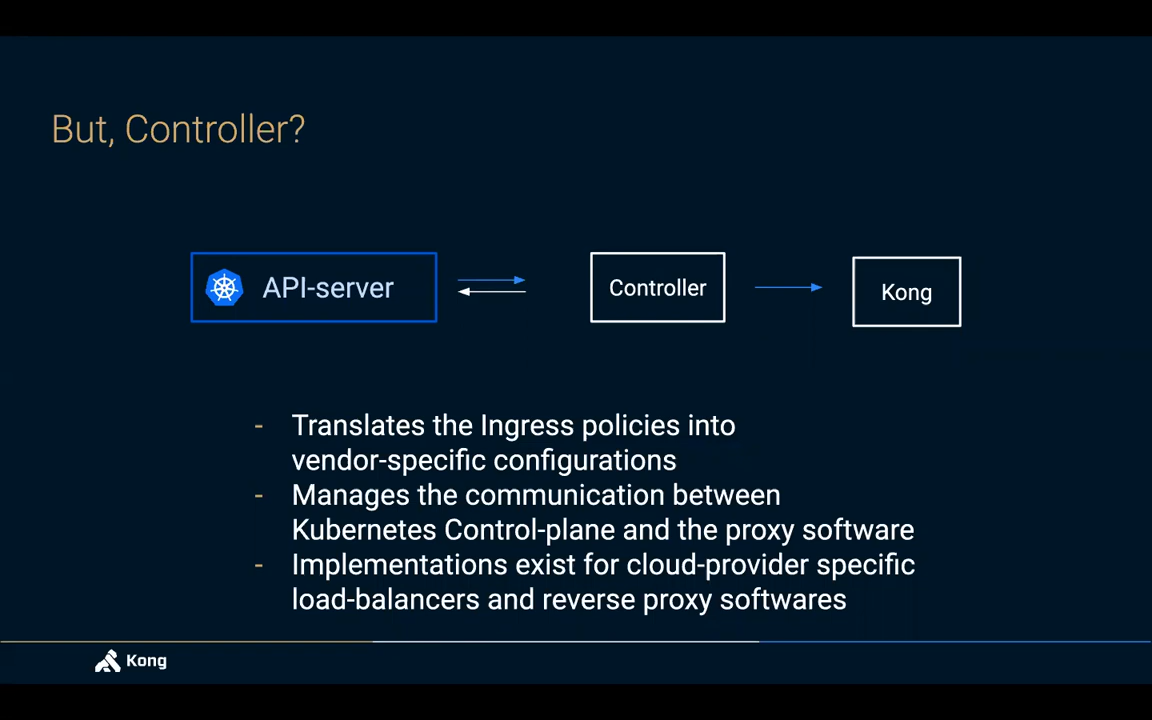 But, Controller?
API-server
Controller
Kong
- Translates the Ingress policies into
vendor-specific configurations
- Manages the communication between
Kubernetes Control-plane and the proxy software
- Implementations exist for cloud-provider specific
load-balancers and reverse proxy softwares
Kong